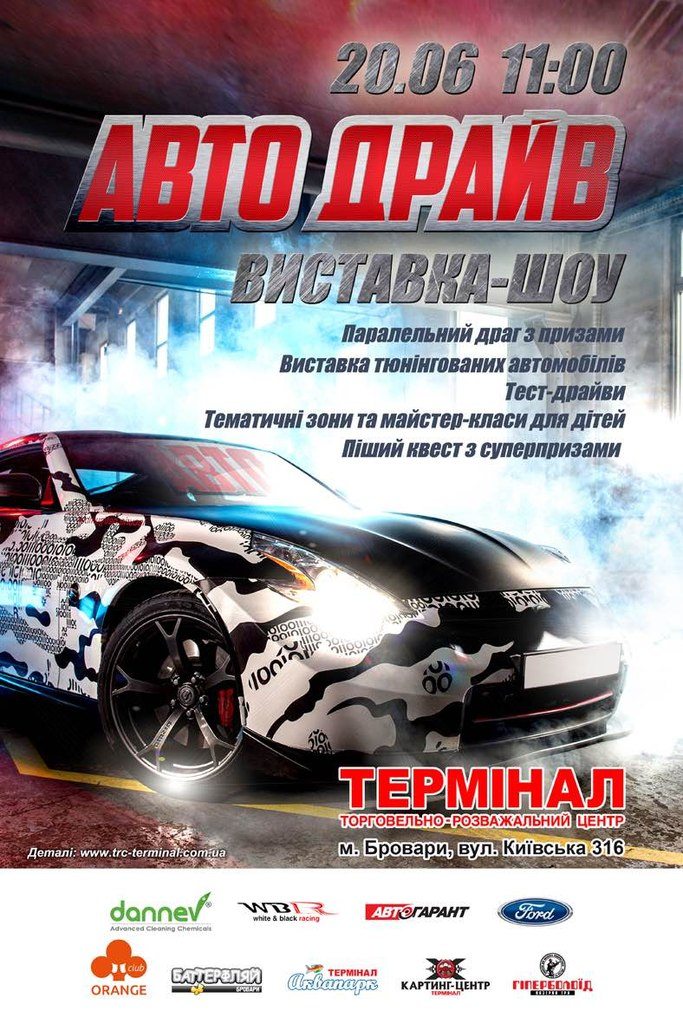 20.06 11:00
АВТО ДРАЙВ
ВИСТАВКА-ШОУ
Паралельний драг з призами
Виставка тюнінгованих автомобілів
Тест-драйви
Тематичні зони та майстер-класи для дітей
Піший квест з суперпризами
АВТО
ТЕРМІНАЛ
ТОРГОВЕЛЬНО-РОЗВАЖАЛЬНИЙ ЦЕНТР
м. Бровари, вул. Київська 316
Деталі: www.trc-terminal.com.ua
dannev®
Advanced Cleaning Chemicals
WBR
white & black racing
АВТОГАРАНТ
Ford
club
ORANGE
БАТТЕРФЛЯЙ
БРОВАРИ
ТЕРМІНАЛ
Аквапарк
КАРТИНГ-ЦЕНТР
ТЕРМІНАЛ
ГІПЕРБОЛОЇД